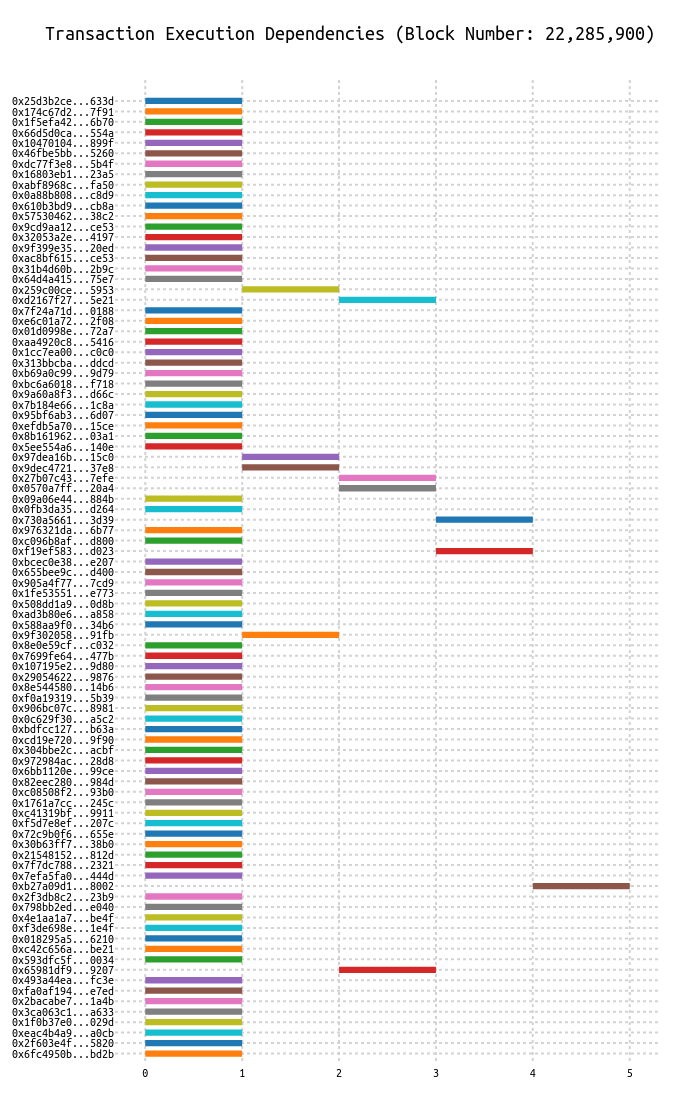 Transaction Execution Dependencies (Block Number: 22,285,900)
0x25d3b2ce...633d
0x174c67d2...7f91
0x1f5efa42...6b70
0x66d5d0ca...554a
0x10470104...899f
0x46fbe5bb...5260
0xdc77f3e8...5b4f
0x16803eb1...23a5
0xabf8968c...fa50
0x0a88b808...c8d9
0x610b3bd9...cb8a
0x57530462...38c2
0x9cd9aa12...ce53
0x32053a2e...4197
0x9f399e35...20ed
0xac8bf615...ce53
0x31b4d60b...2b9c
0x64d4a415...75e7
0x259c00ce...5953
0xd2167f27...5e21
0x7f24a71d...0188
0xe6c01a72...2f08
0x01d0998e...72a7
0xaa4920c8...5416
0x1cc7ea00...c0c0
0x313bbcba...ddcd
0xb69a0c99...9d79
0xbc6a6018...f718
0x9a60a8f3...d66c
0x7b184e66...1c8a
0x95bf6ab3...6d07
0xefdb5a70...15ce
0x8b161962...03a1
0x5ee554a6...140e
0x97dea16b...15c0
0x9dec4721...37e8
0x27b07c43...7efe
0x0570a7ff...20a4
0x09a06e44...884b
0x0fb3da35...d264
0x730a5661...3d39
0x976321da...6b77
0xc096b8af...d800
0xf19ef583...d023
0xbcec0e38...e207
0x655bee9c...d400
0x905a4f77...7cd9
0x1fe53551...e773
0x508dd1a9...0d8b
0xad3b80e6...a858
0x588aa9f0...34b6
0x9f302058...91fb
0x8e0e59cf...c032
0x7699fe64...477b
0x107195e2...9d80
0x29054622...9876
0x8e544580...14b6
0xf0a19319...5b39
0x906bc07c...8981
0x0c629f30...a5c2
0xbdfcc127...b63a
0xcd19e720...9f90
0x304bbe2c...acbf
0x972984ac...28d8
0x6bb1120e...99ce
0x82eec280...984d
0xc08508f2...93b0
0x1761a7cc...245c
0xc41319bf...9911
0xf5d7e8ef...207c
0x72c9b0f6...655e
0x30b63ff7...38b0
0x21548152...812d
0x7f7dc788...2321
0x7efa5fa0...444d
0xb27a09d1...8002
0x2f3db8c2...23b9
0x798bb2ed...e040
0x4e1aa1a7...be4f
0xf3de698e...1e4f
0x018295a5...6210
0xc42c656a...be21
0x593dfc5f...0034
0x65981df9...9207
0x493a44ea...fc3e
0xfa0af194...e7ed
0x2bacabe7...1a4b
0x3ca063c1...a633
0x1f0b37e0...029d
0xeac4b4a9...a0cb
0x2f603e4f...5820
0x6fc4950b...bd2b
0 1 2 3 4 5